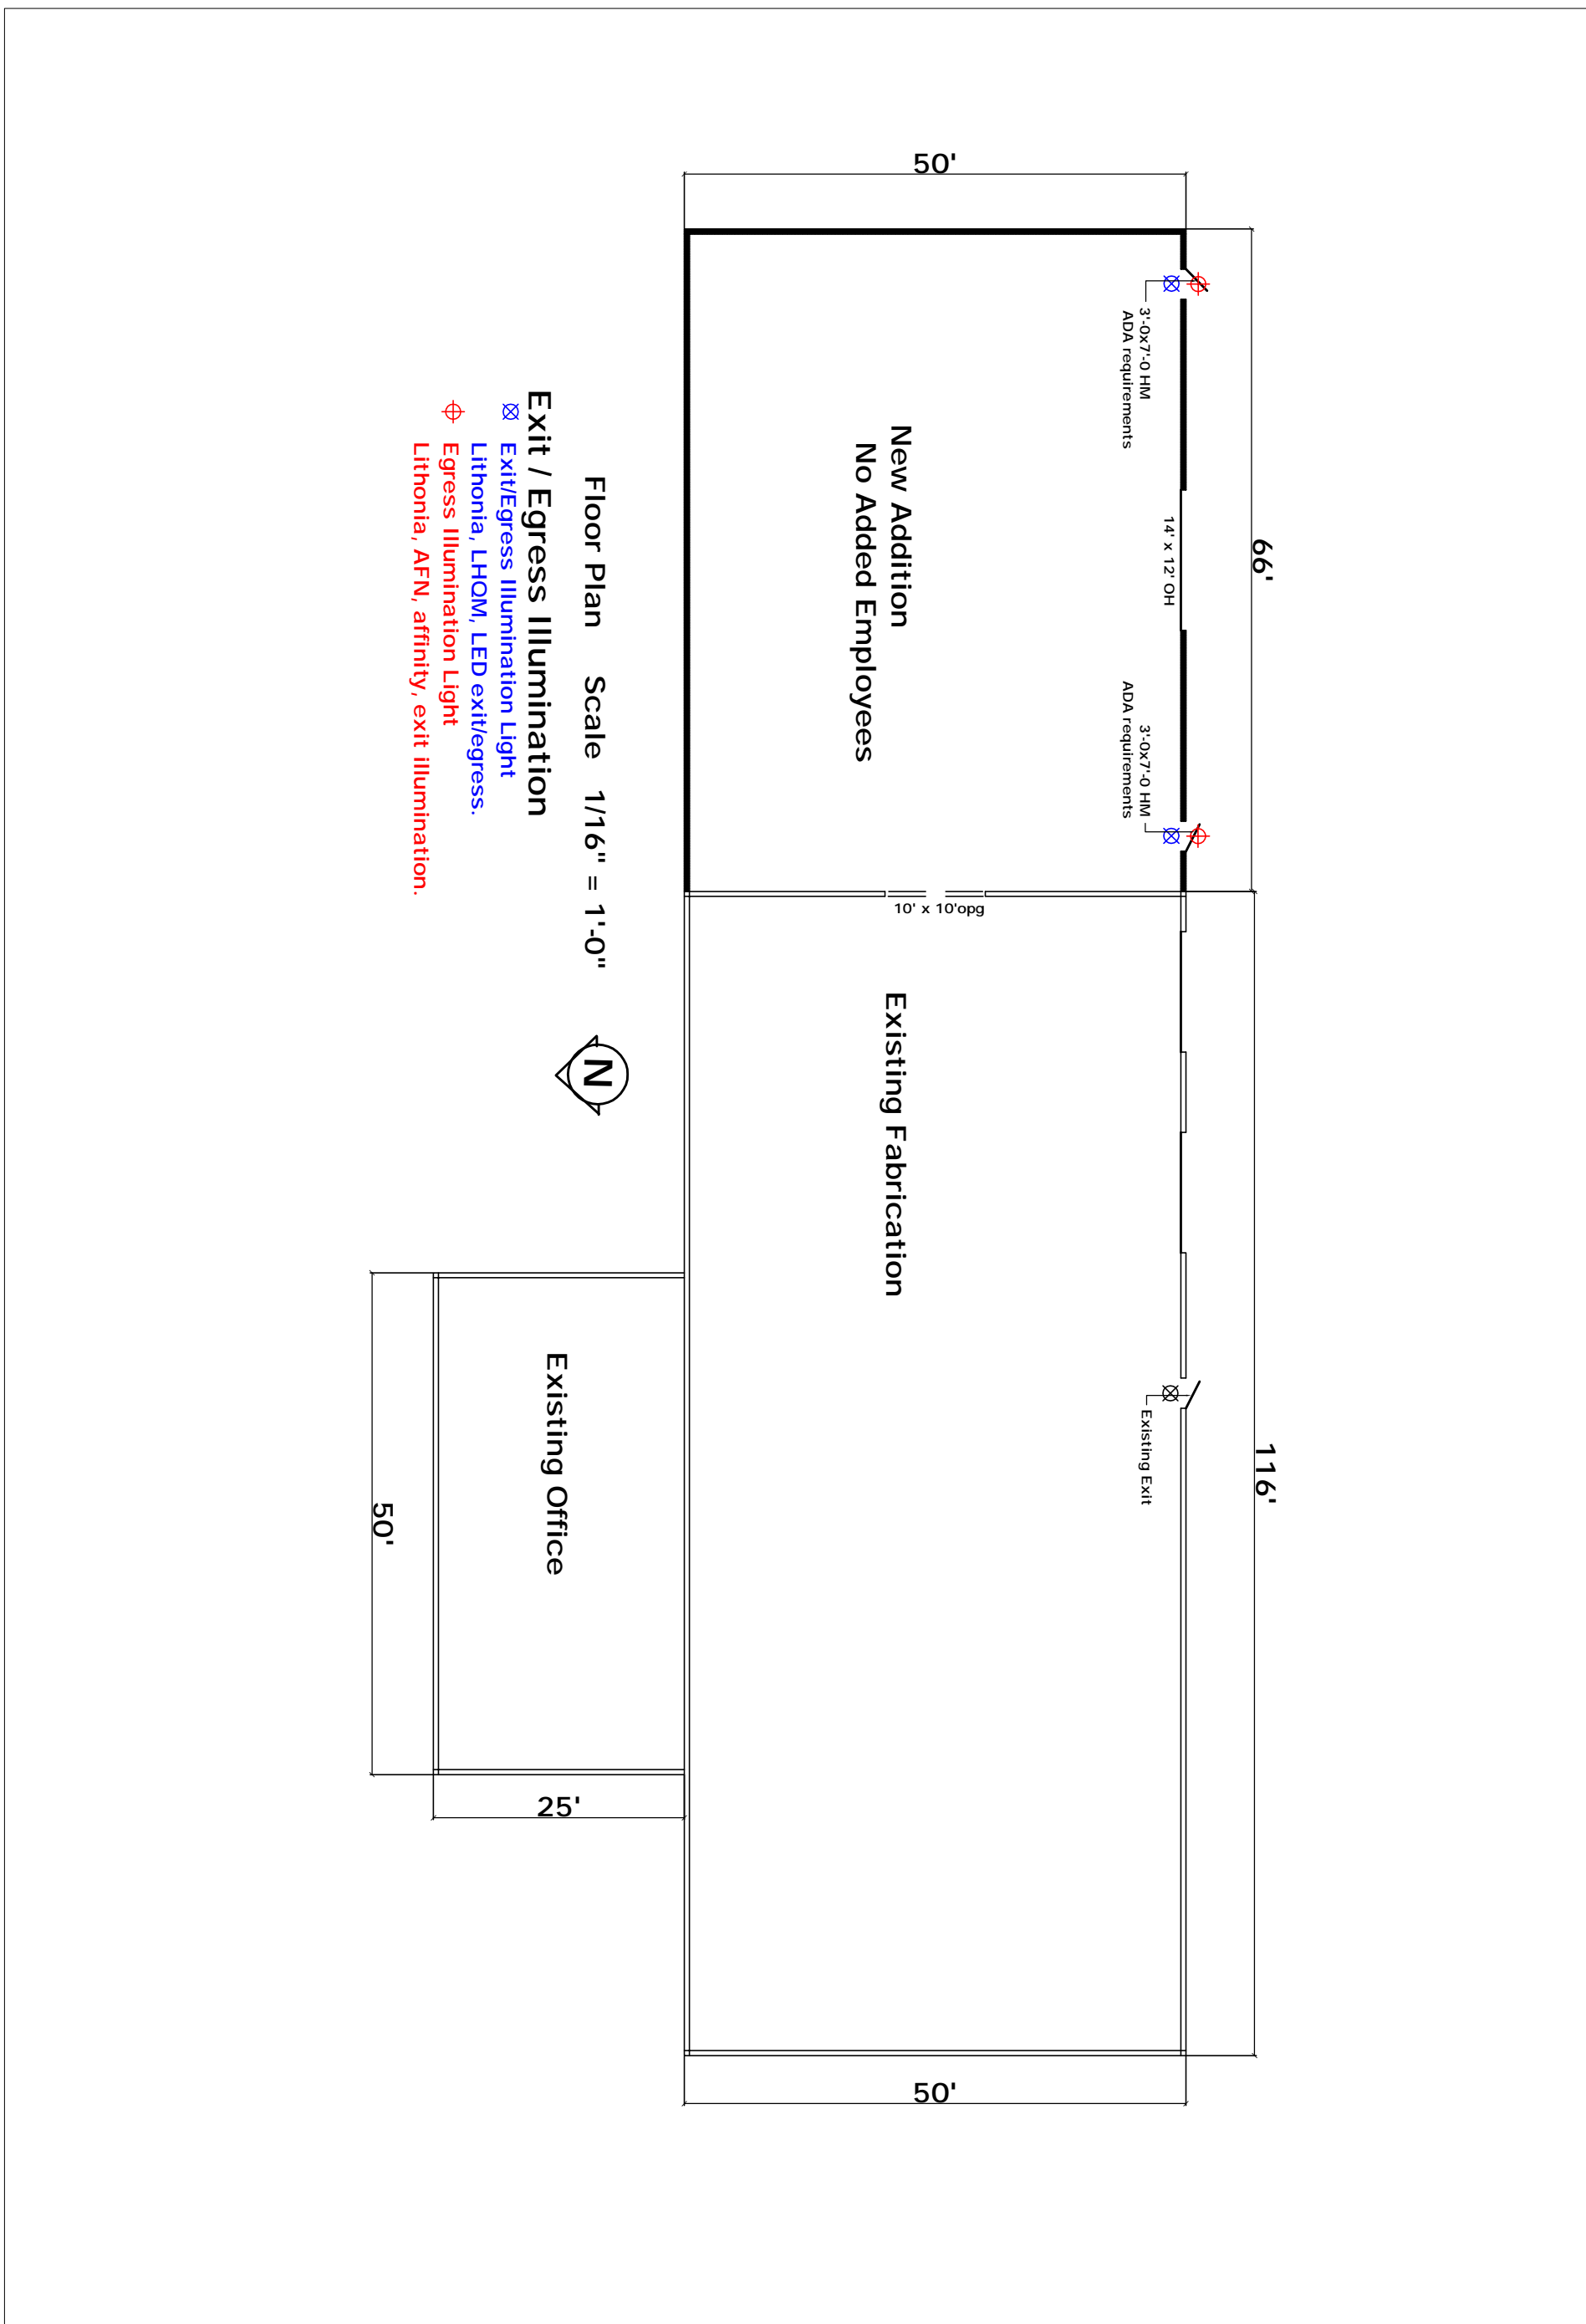 50'
66'
3'-0x7'-0 HM
ADA requirements
14' x 12' OH
3'-0x7'-0 HM
ADA requirements
New Addition
No Added Employees
10' x 10'opg
116'
Existing Exit
Existing Fabrication
50'
Existing Office
25'
50'
N
Floor Plan Scale 1/16" = 1'-0"
Exit / Egress Illumination
Exit/Egress Illumination Light
Lithonia, LHQM, LED exit/egress.
Egress Illumination Light
Lithonia, AFN, affinity, exit illumination.